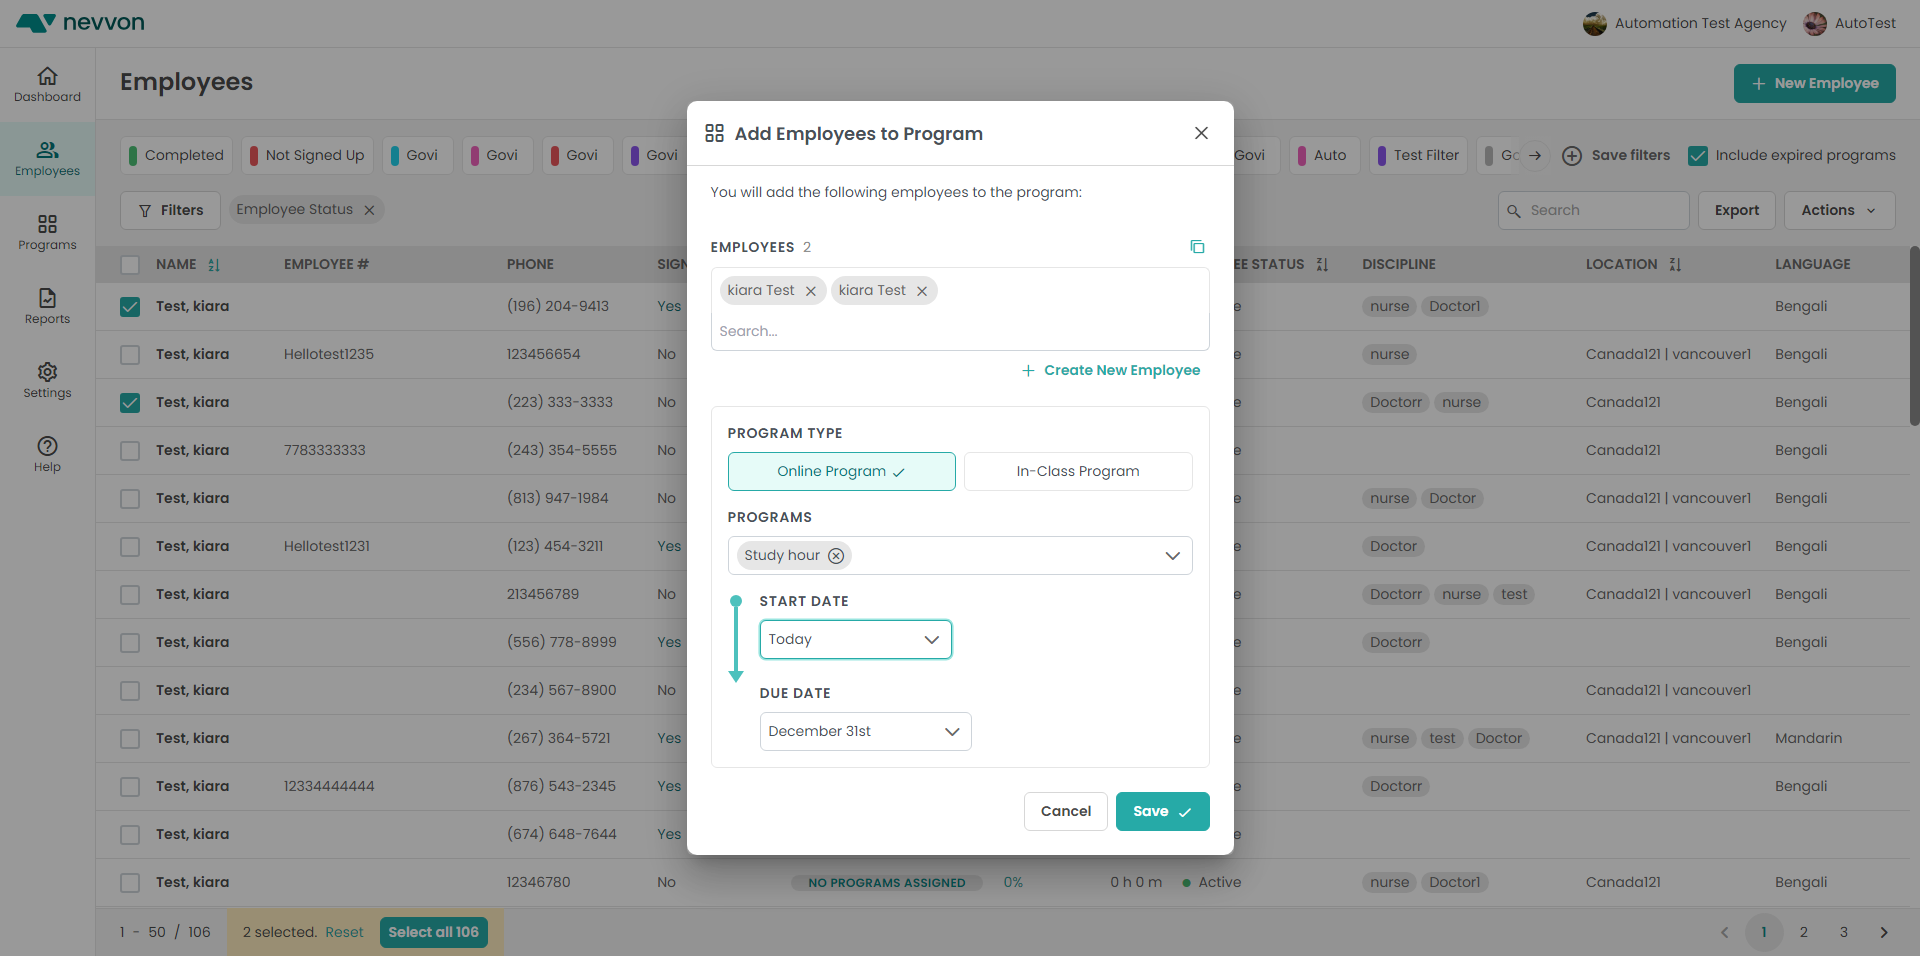 nevvon
Automation Test Agency
AutoTest
Dashboard
Employees
Programs
Reports
Settings
Help
Employees
New Employee
Completed
Not Signed Up
Govi
Govi
Govi
Govi
Govi
Auto
Test Filter
Save filters
Include expired programs
Filters
Employee Status
Search
Export
Actions
NAME EMPLOYEE # PHONE SIGN EE STATUS DISCIPLINE LOCATION LANGUAGE
Test, kiara (196) 204-9413 Yes e nurse Doctor1 Bengali
Test, kiara Hellotest1235 123456654 No e nurse Canada121 | vancouver1 Bengali
Test, kiara (223) 333-3333 No e Doctorr nurse Canada121 Bengali
Test, kiara 7783333333 (243) 354-5555 No e Canada121 Bengali
Test, kiara (813) 947-1984 No e nurse Doctor Canada121 | vancouver1 Bengali
Test, kiara Hellotest1231 (123) 454-3211 Yes e Doctor Canada121 | vancouver1 Bengali
Test, kiara 213456789 No e Doctorr nurse test Canada121 | vancouver1 Bengali
Test, kiara (556) 778-8999 Yes e Doctorr Bengali
Test, kiara (234) 567-8900 No e Canada121 | vancouver1
Test, kiara (267) 364-5721 Yes e nurse test Doctor Canada121 | vancouver1 Mandarin
Test, kiara 12334444444 (876) 543-2345 Yes e Doctorr Bengali
Test, kiara (674) 648-7644 Yes e
Test, kiara 12346780 No NO PROGRAMS ASSIGNED 0% 0 h 0 m Active nurse Doctor1 Canada121 Bengali
1 - 50 / 106
2 selected. Reset
Select all 106
1 2 3
Add Employees to Program
You will add the following employees to the program:
EMPLOYEES 2
kiara Test
kiara Test
Search...
Create New Employee
PROGRAM TYPE
Online Program
In-Class Program
PROGRAMS
Study hour
START DATE
Today
DUE DATE
December 31st
Cancel
Save